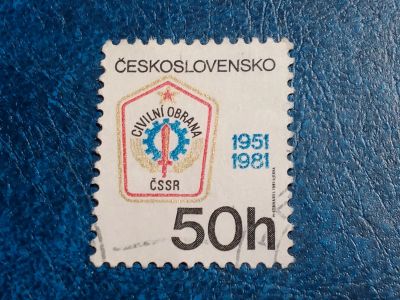 ČESKOSLOVENSKO
CIVILNÍ OBRANA
ČSSR
1951
1981
50h